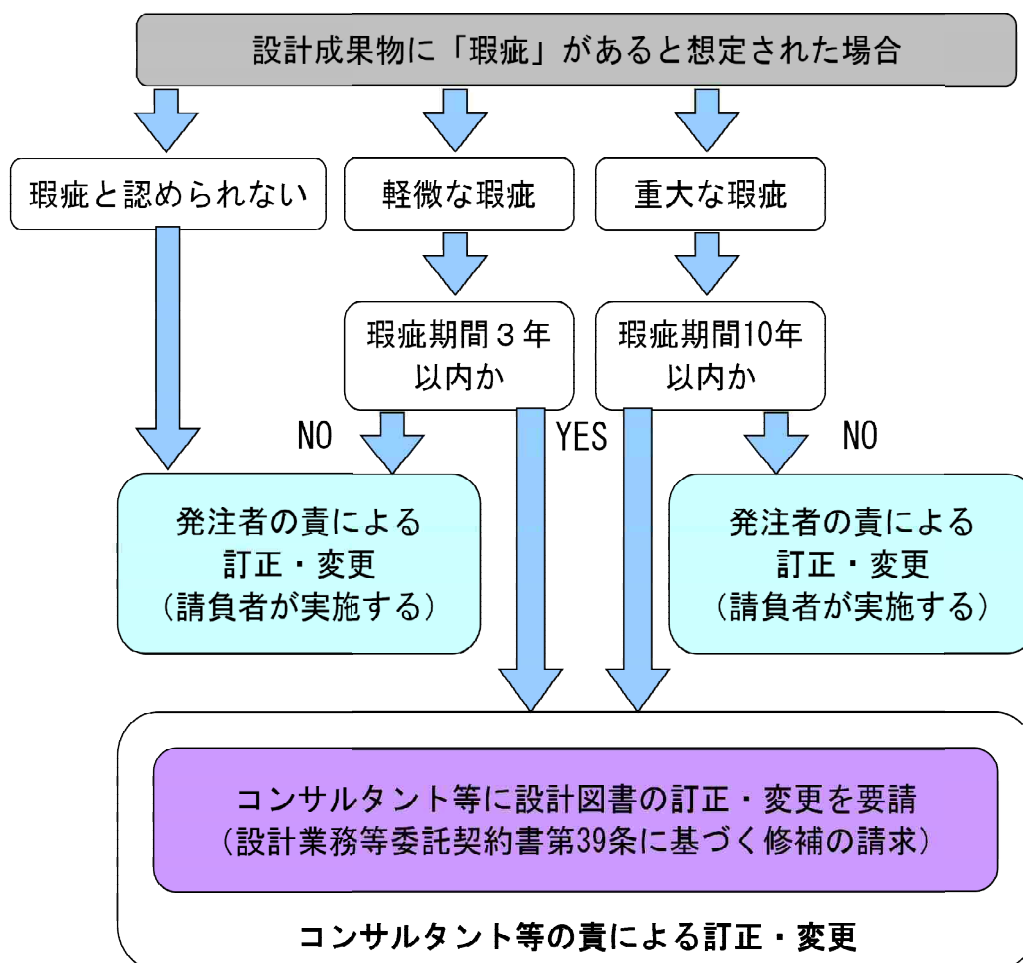 設計成果物に「瑕疵」があると想定された場合
瑕疵と認められない
軽微な瑕疵
重大な瑕疵
瑕疵期間３年
以内か
瑕疵期間10年
以内か
NO
YES
NO
発注者の責による
訂正・変更
(請負者が実施する)
発注者の責による
訂正・変更
(請負者が実施する)
コンサルタント等に設計図書の訂正・変更を要請
(設計業務等委託契約書第39条に基づく修補の請求)
コンサルタント等の責による訂正・変更